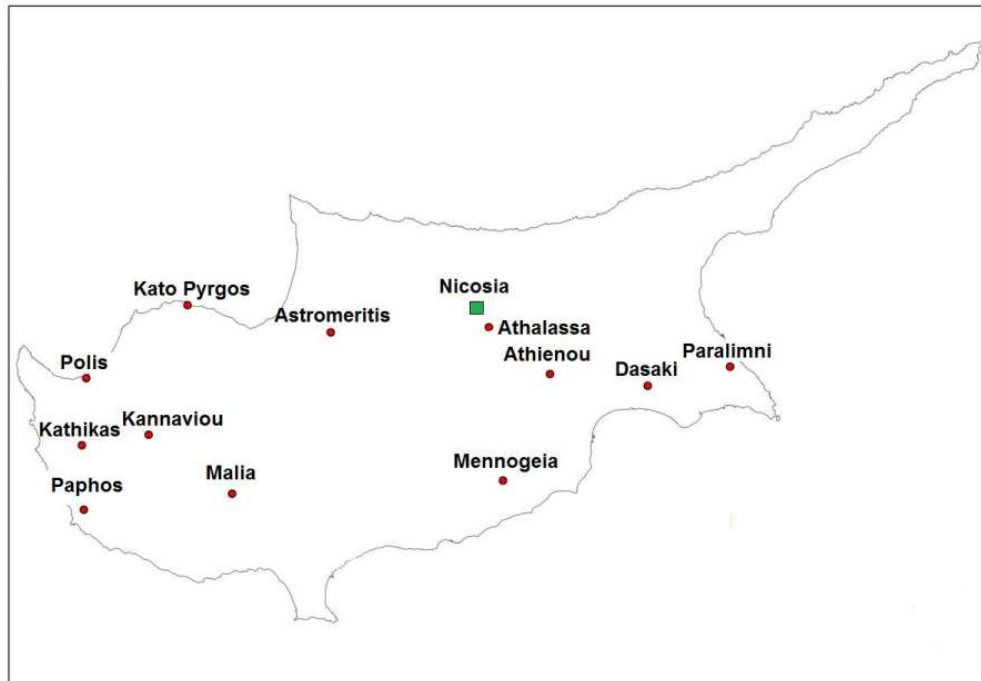 Kato Pyrgos
Nicosia
Astromeritis
Athalassa
Athienou
Paralimni
Dasaki
Polis
Kannaviou
Kathikas
Malia
Mennogeia
Paphos